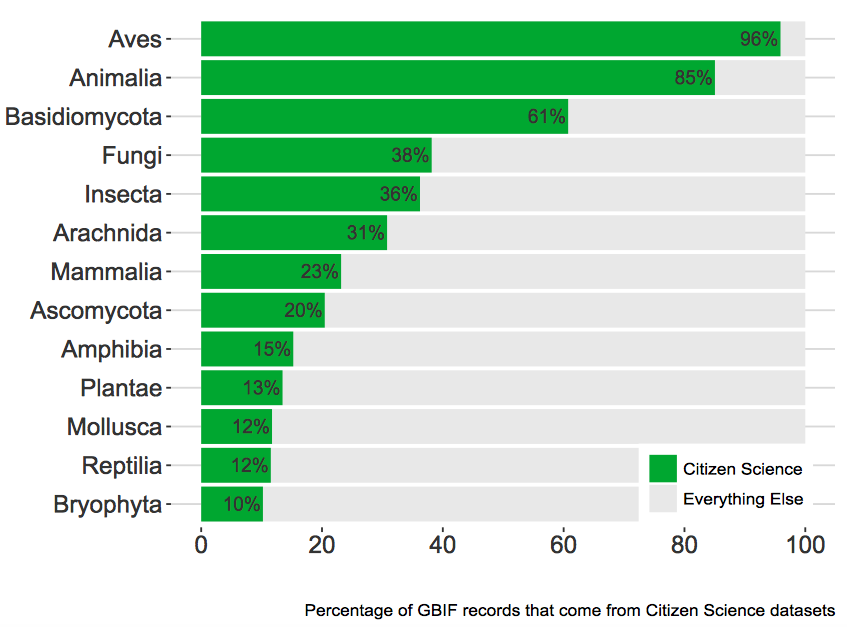 Aves 96%
Animalia 85%
Basidiomycota 61%
Fungi 38%
Insecta 36%
Arachnida 31%
Mammalia 23%
Ascomycota 20%
Amphibia 15%
Plantae 13%
Mollusca 12%
Reptilia 12%
Bryophyta 10%
Citizen Science
Everything Else
0 20 40 60 80 100
Percentage of GBIF records that come from Citizen Science datasets